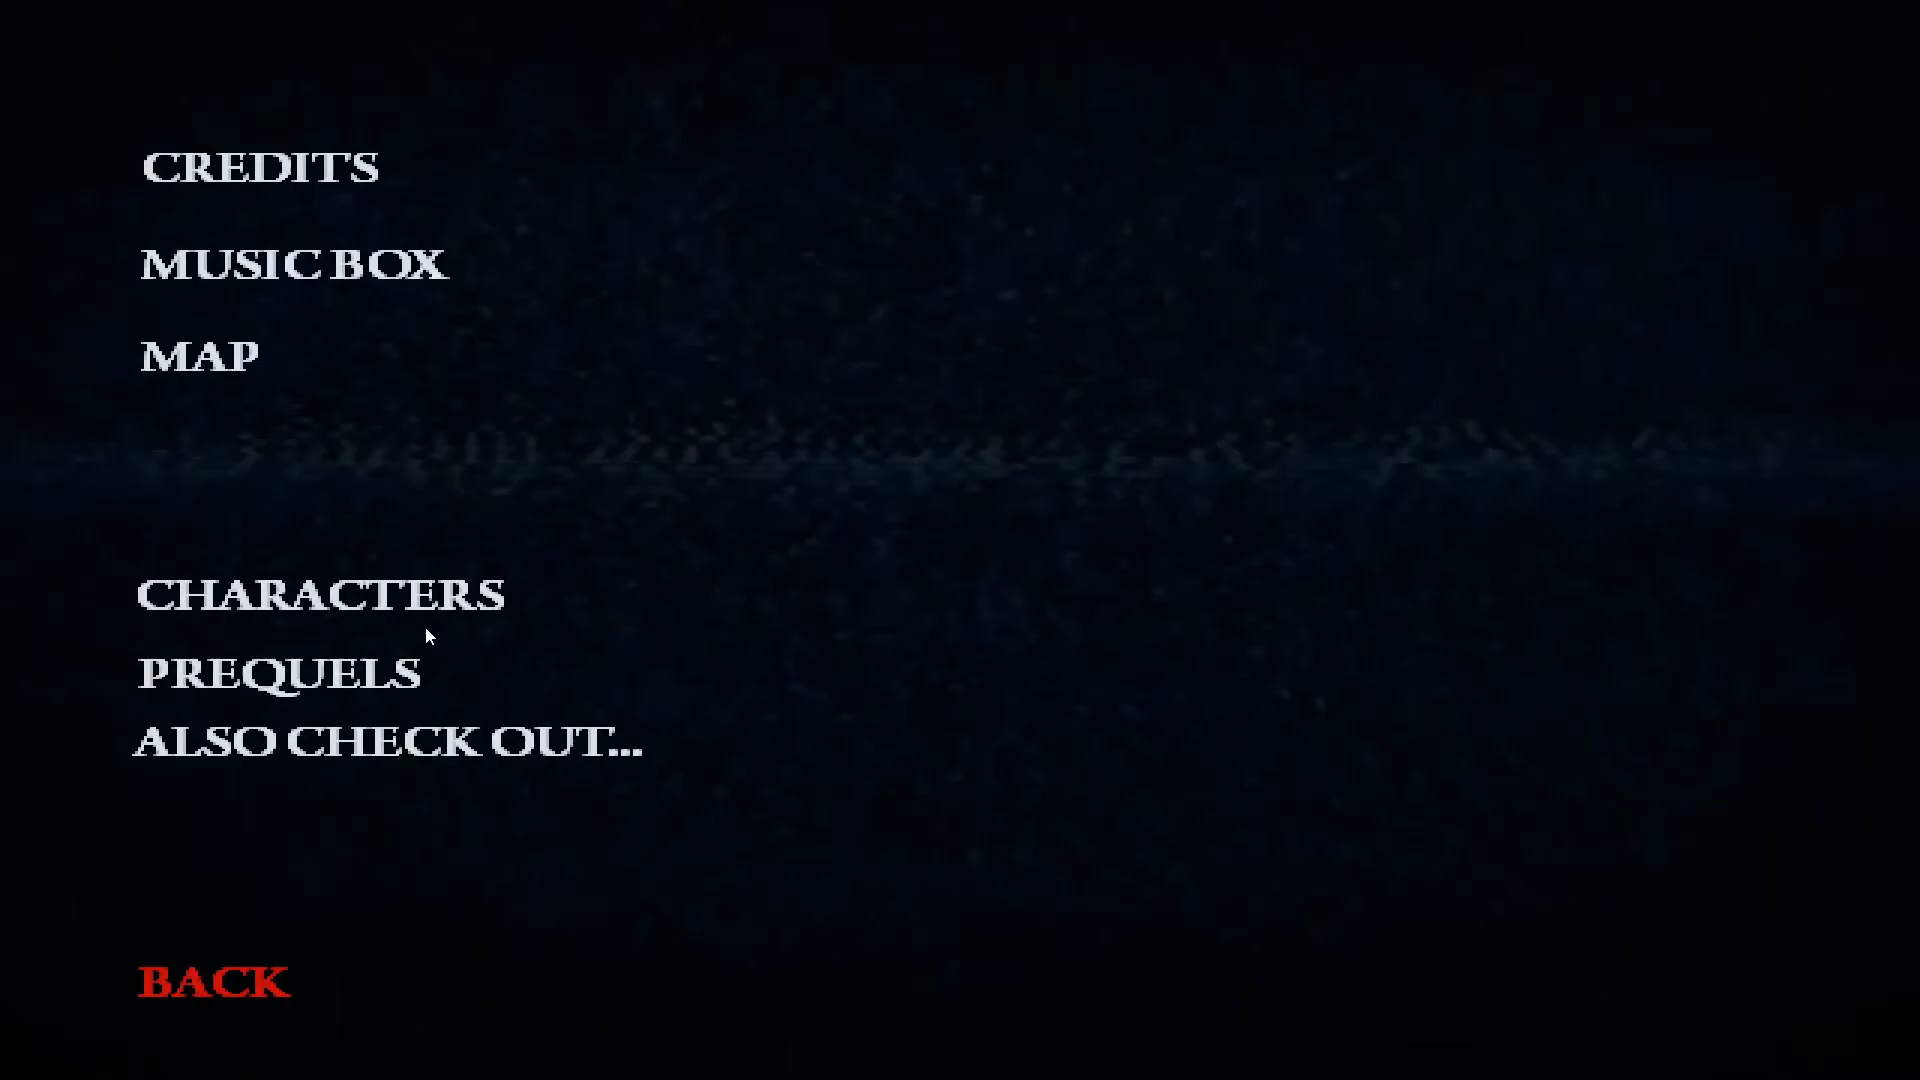 CREDITS
MUSIC BOX
MAP
CHARACTERS
PREQUELS
ALSO CHECK OUT...
BACK